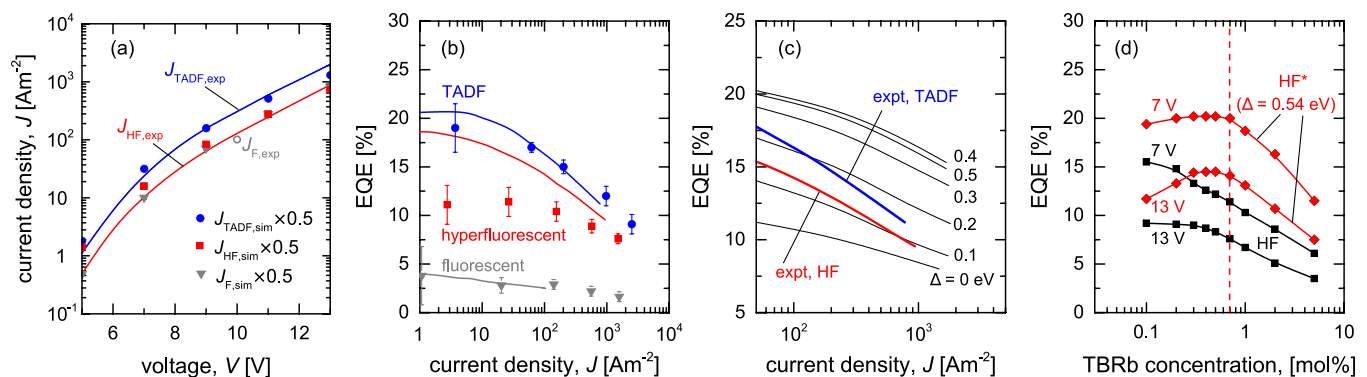 (a)
10⁴
10³
10²
10¹
10⁰
10⁻¹
current density, J [Am⁻²]
6 8 10 12
voltage, V [V]
J_TADF,exp
J_HF,exp
J_F,exp
J_TADF,sim×0.5
J_HF,sim×0.5
J_F,sim×0.5
(b)
30
25
20
15
10
5
0
EQE [%]
1 10¹ 10² 10³ 10⁴
current density, J [Am⁻²]
TADF
hyperfluorescent
fluorescent
(c)
25
20
15
10
5
EQE [%]
10² 10³
current density, J [Am⁻²]
expt, TADF
expt, HF
0.4
0.5
0.3
0.2
0.1
Δ = 0 eV
(d)
30
25
20
15
10
5
0
EQE [%]
0.1 1 10
TBRb concentration, [mol%]
HF*
(Δ = 0.54 eV)
7 V
7 V
13 V
13 V
HF